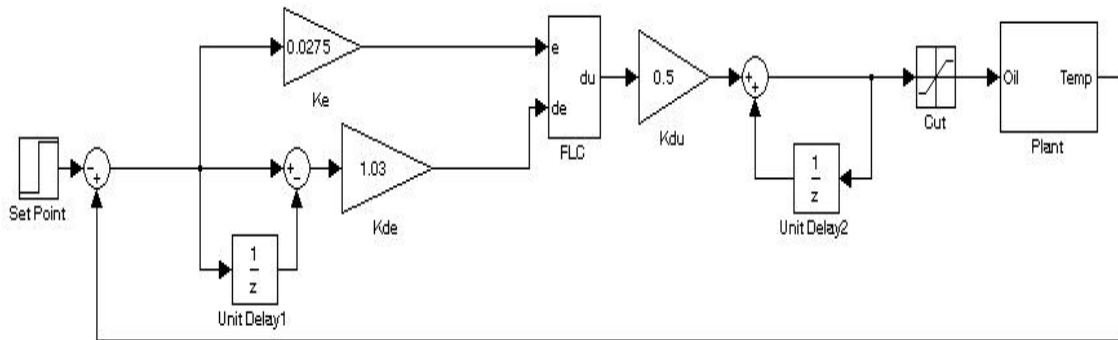 0.0275
Ke
e
de
du
FLC
0.5
Kdu
+
+
Cut
Oil
Temp
Plant
Set Point
-
+
+
-
1.03
Kde
1
z
Unit Delay1
1
z
Unit Delay2